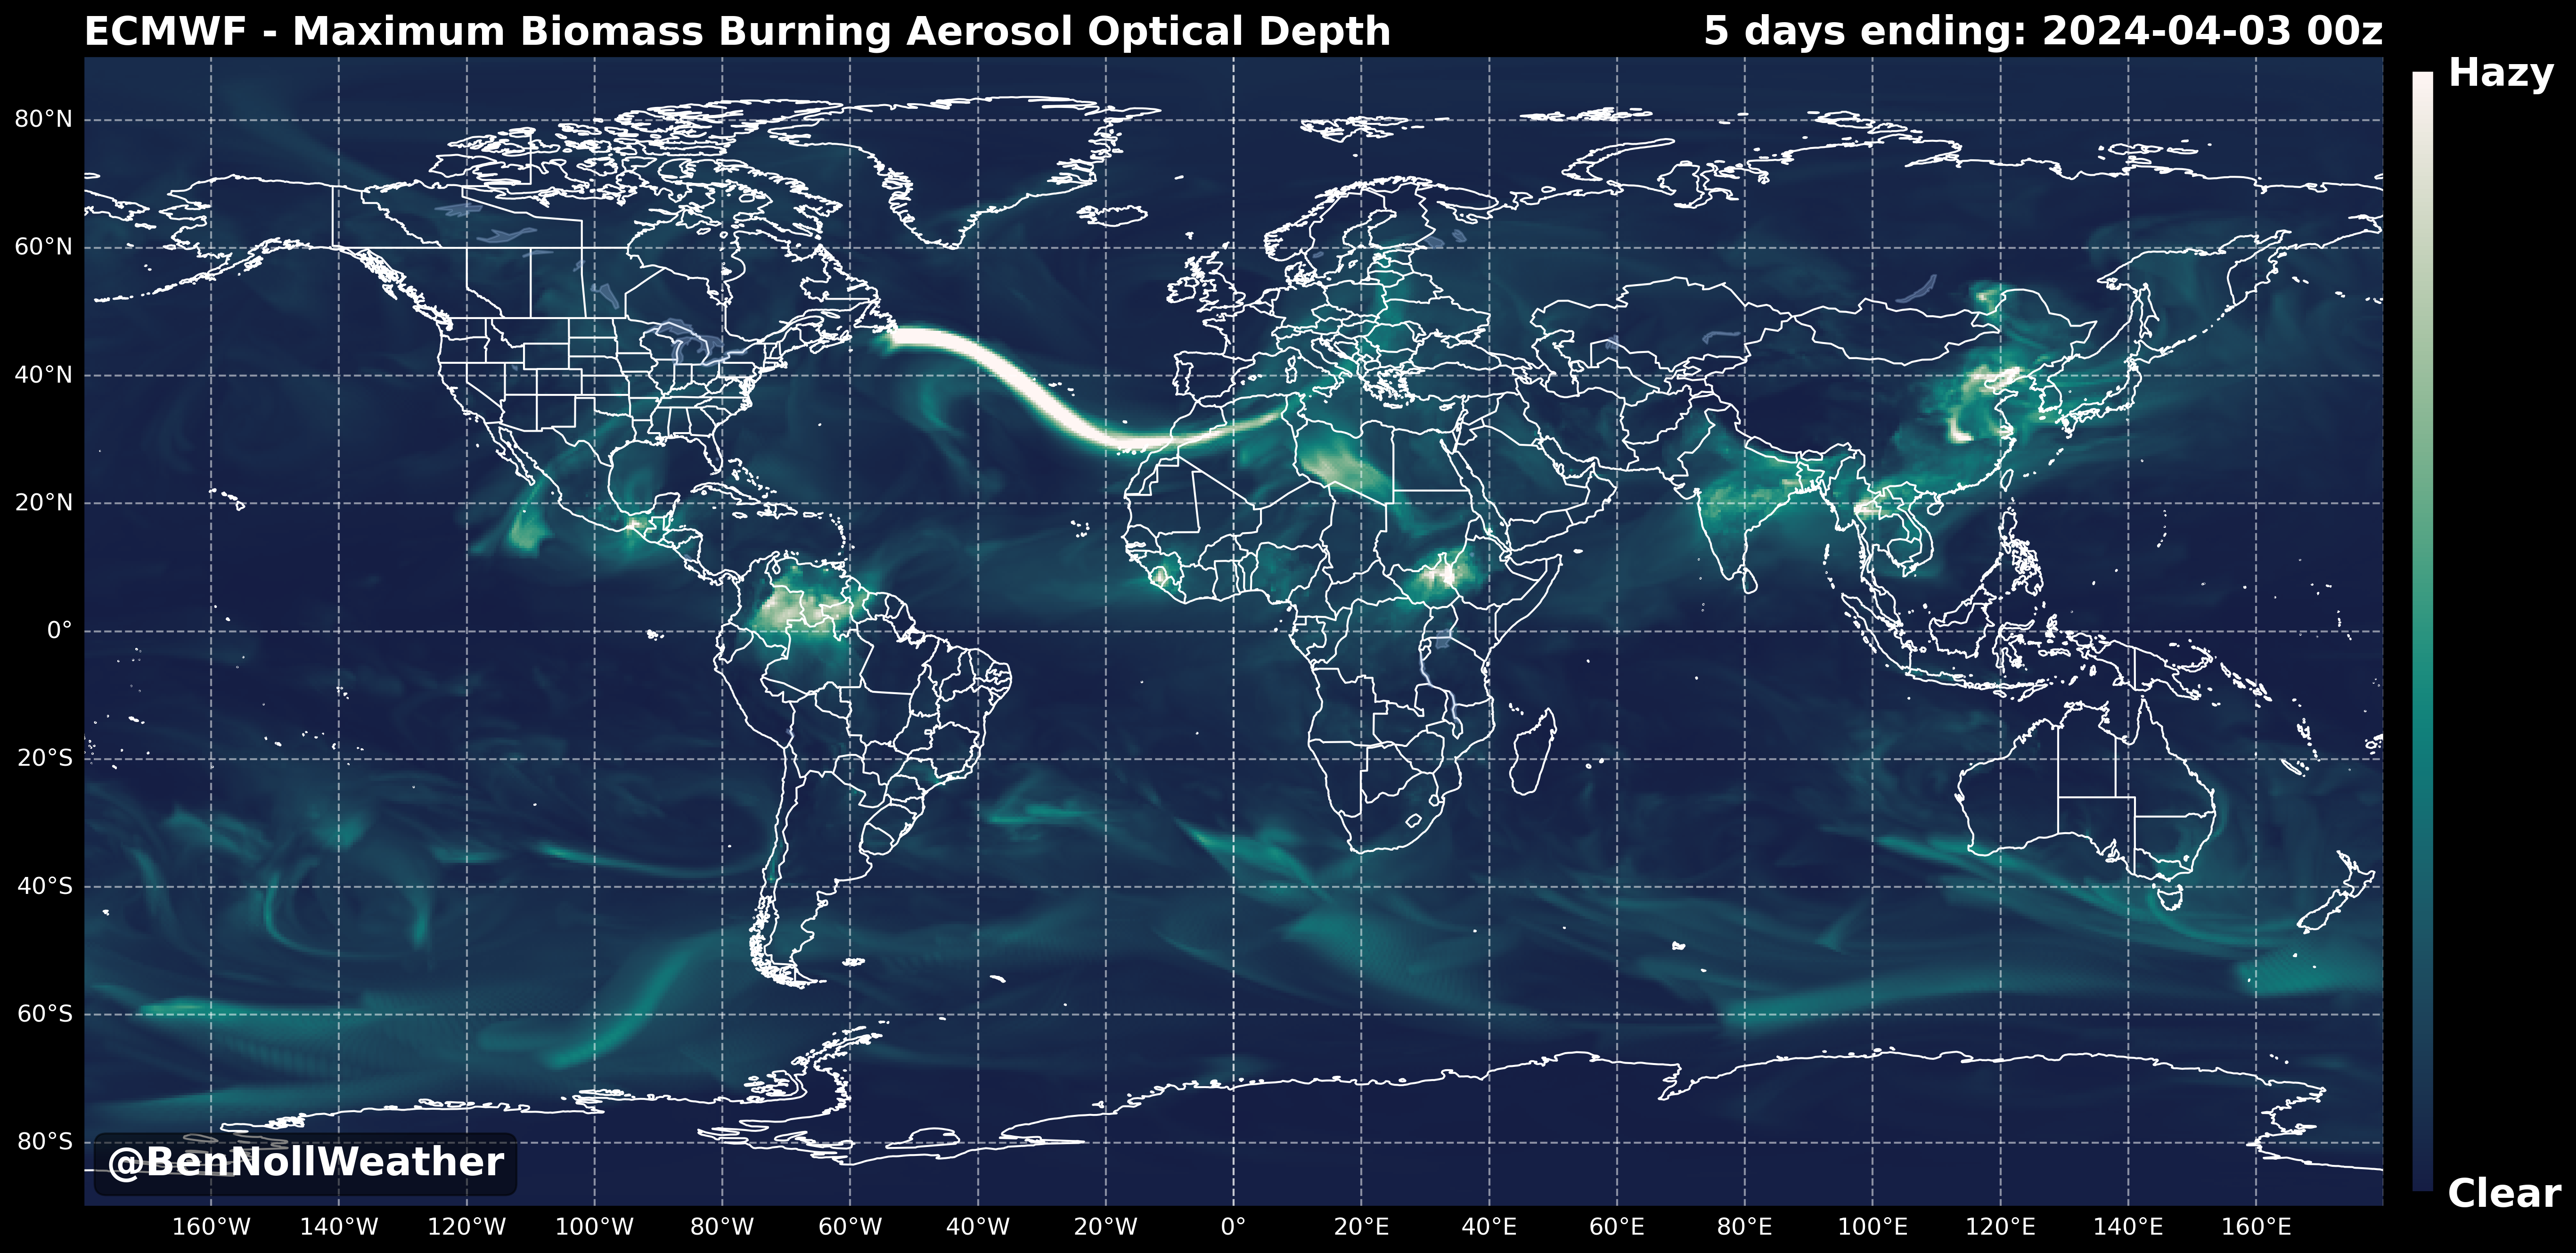 ECMWF - Maximum Biomass Burning Aerosol Optical Depth
5 days ending: 2024-04-03 00z
Hazy
80°N
60°N
40°N
20°N
0°
20°S
40°S
60°S
80°S
@BenNollWeather
Clear
160°W 140°W 120°W 100°W 80°W 60°W 40°W 20°W 0° 20°E 40°E 60°E 80°E 100°E 120°E 140°E 160°E